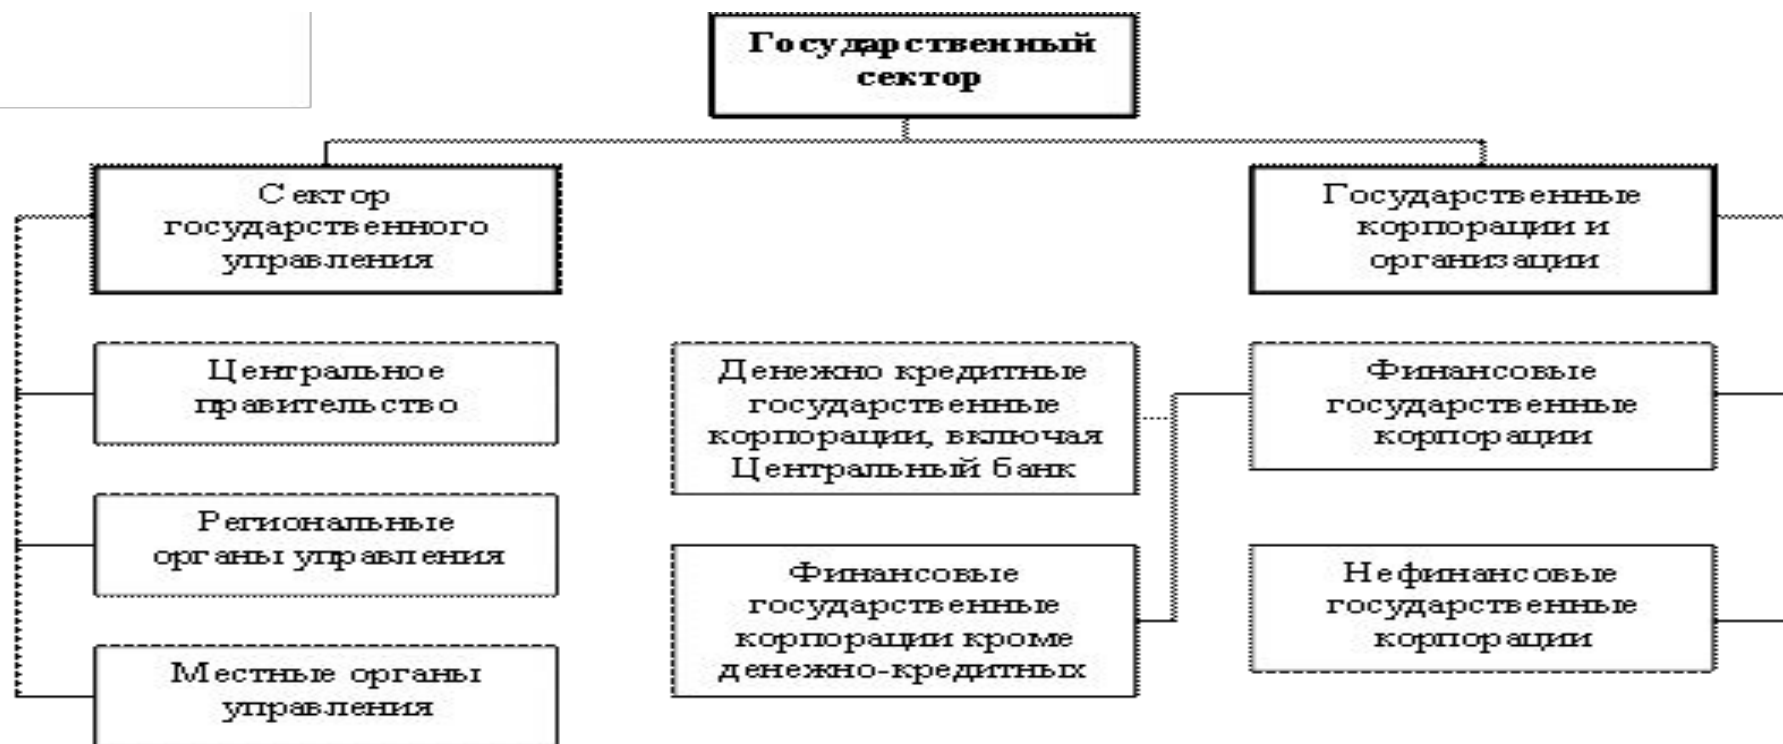 Государственный
сектор
Сектор
государственного
управления
Государственные
корпорации и
организации
Центральное
правительство
Денежно кредитные
государственные
корпорации, включая
Центральный банк
Финансовые
государственные
корпорации
Региональные
органы управления
Финансовые
государственные
корпорации кроме
денежно-кредитных
Нефинансовые
государственные
корпорации
Местные органы
управления